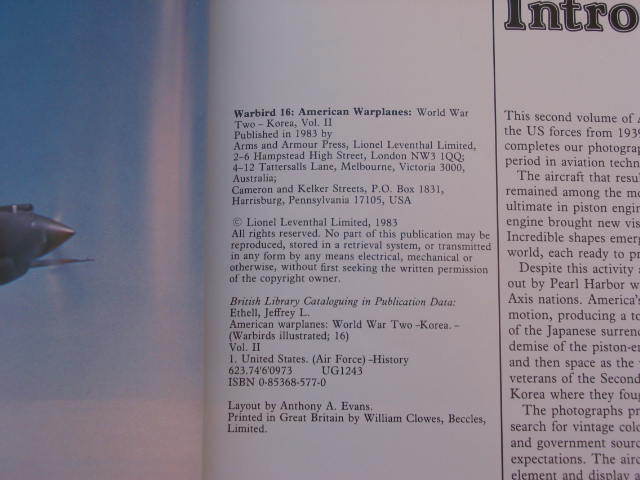 Warbird 16: American Warplanes: World War
Two – Korea, Vol. II
Published in 1983 by
Arms and Armour Press, Lionel Leventhal Limited,
2–6 Hampstead High Street, London NW3 1QQ;
4–12 Tattersalls Lane, Melbourne, Victoria 3000,
Australia;
Cameron and Kelker Streets, P.O. Box 1831,
Harrisburg, Pennsylvania 17105, USA
© Lionel Leventhal Limited, 1983
All rights reserved. No part of this publication may be
reproduced, stored in a retrieval system, or transmitted
in any form by any means electrical, mechanical or
otherwise, without first seeking the written permission
of the copyright owner.
British Library Cataloguing in Publication Data:
Ethell, Jeffrey L.
American warplanes: World War Two –Korea. –
(Warbirds illustrated; 16)
Vol. II
1. United States. (Air Force) –History
623.74'6'0973 UG1243
ISBN 0-85368-577-0
Layout by Anthony A. Evans.
Printed in Great Britain by William Clowes, Beccles,
Limited.
Intro
This second volume of
the US forces from 1939
completes our photograp
period in aviation techn
The aircraft that resul
remained among the mo
ultimate in piston engin
engine brought new vis
Incredible shapes emerg
world, each ready to pr
Despite this activity a
out by Pearl Harbor w
Axis nations. America's
motion, producing a to
of the Japanese surrend
demise of the piston-en
and then space as the
veterans of the Second
Korea where they foug
The photographs pr
search for vintage colo
and government sourc
expectations. The airc
element and display a